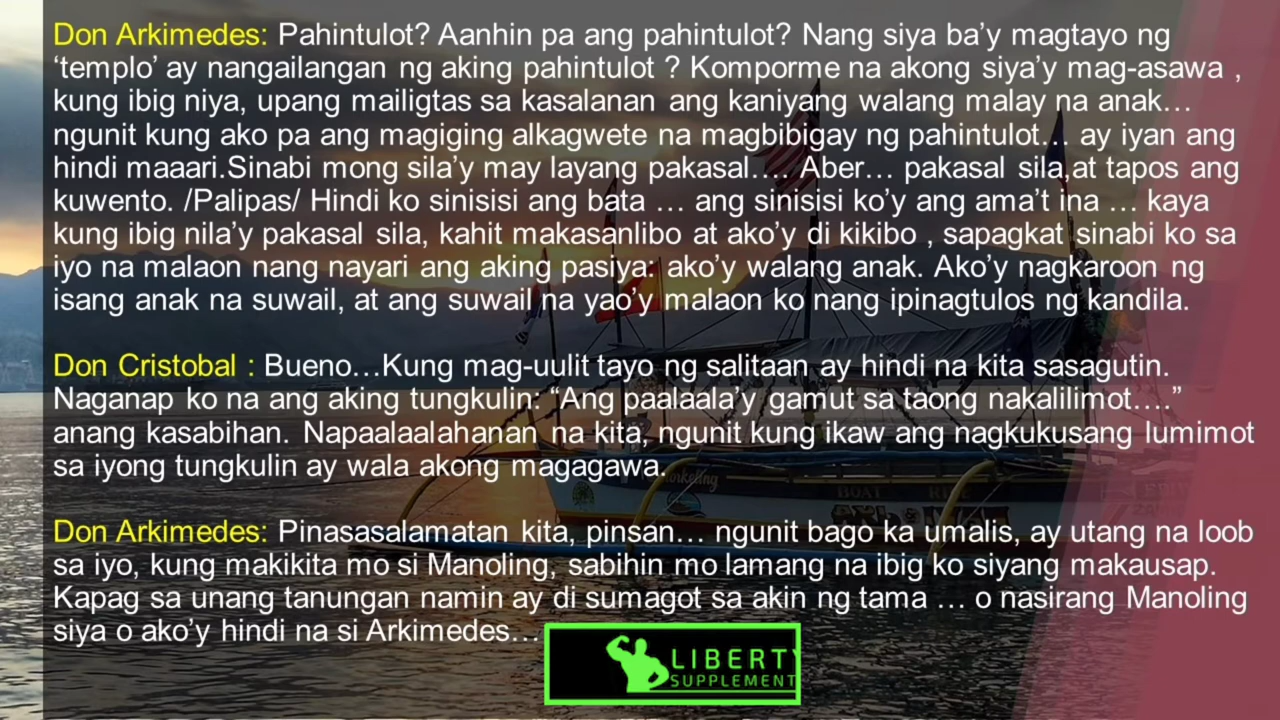 Don Arkimedes: Pahintulot? Aanhin pa ang pahintulot? Nang siya ba’y magtayo ng
‘templo’ ay nangailangan ng aking pahintulot ? Komporme na akong siya’y mag-asawa ,
kung ibig niya, upang mailigtas sa kasalanan ang kaniyang walang malay na anak…
ngunit kung ako pa ang magiging alkagwete na magbibigay ng pahintulot… ay iyan ang
hindi maaari.Sinabi mong sila’y may layang pakasal…. Aber… pakasal sila,at tapos ang
kuwento. /Palipas/ Hindi ko sinisisi ang bata … ang sinisisi ko’y ang ama’t ina … kaya
kung ibig nila’y pakasal sila, kahit makasanlibo at ako’y di kikibo , sapagkat sinabi ko sa
iyo na malaon nang nayari ang aking pasiya: ako’y walang anak. Ako’y nagkaroon ng
isang anak na suwail, at ang suwail na yao’y malaon ko nang ipinagtulos ng kandila.
Don Cristobal : Bueno…Kung mag-uulit tayo ng salitaan ay hindi na kita sasagutin.
Naganap ko na ang aking tungkulin: “Ang paalaala’y gamut sa taong nakalilimot….”
anang kasabihan. Napaalaalahanan na kita, ngunit kung ikaw ang nagkukusang lumimot
sa iyong tungkulin ay wala akong magagawa.
Don Arkimedes: Pinasasalamatan kita, pinsan… ngunit bago ka umalis, ay utang na loob
sa iyo, kung makikita mo si Manoling, sabihin mo lamang na ibig ko siyang makausap.
Kapag sa unang tanungan namin ay di sumagot sa akin ng tama … o nasirang Manoling
siya o ako’y hindi na si Arkimedes…
LIBERTY
SUPPLEMENT